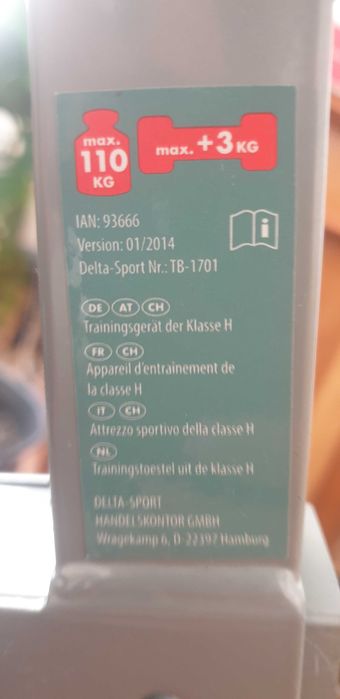 max.
110
KG
max. +3 KG
IAN: 93666
Version: 01/2014
Delta-Sport Nr.: TB-1701
i
DE AT CH
Trainingsgerät der Klasse H
FR CH
Appareil d'entrainement de
la classe H
IT CH
Attrezzo sportivo della classe H
NL
Trainingstoestel uit de klasse H
DELTA-SPORT
HANDELSKONTOR GMBH
Wragekamp 6, D-22397 Hamburg